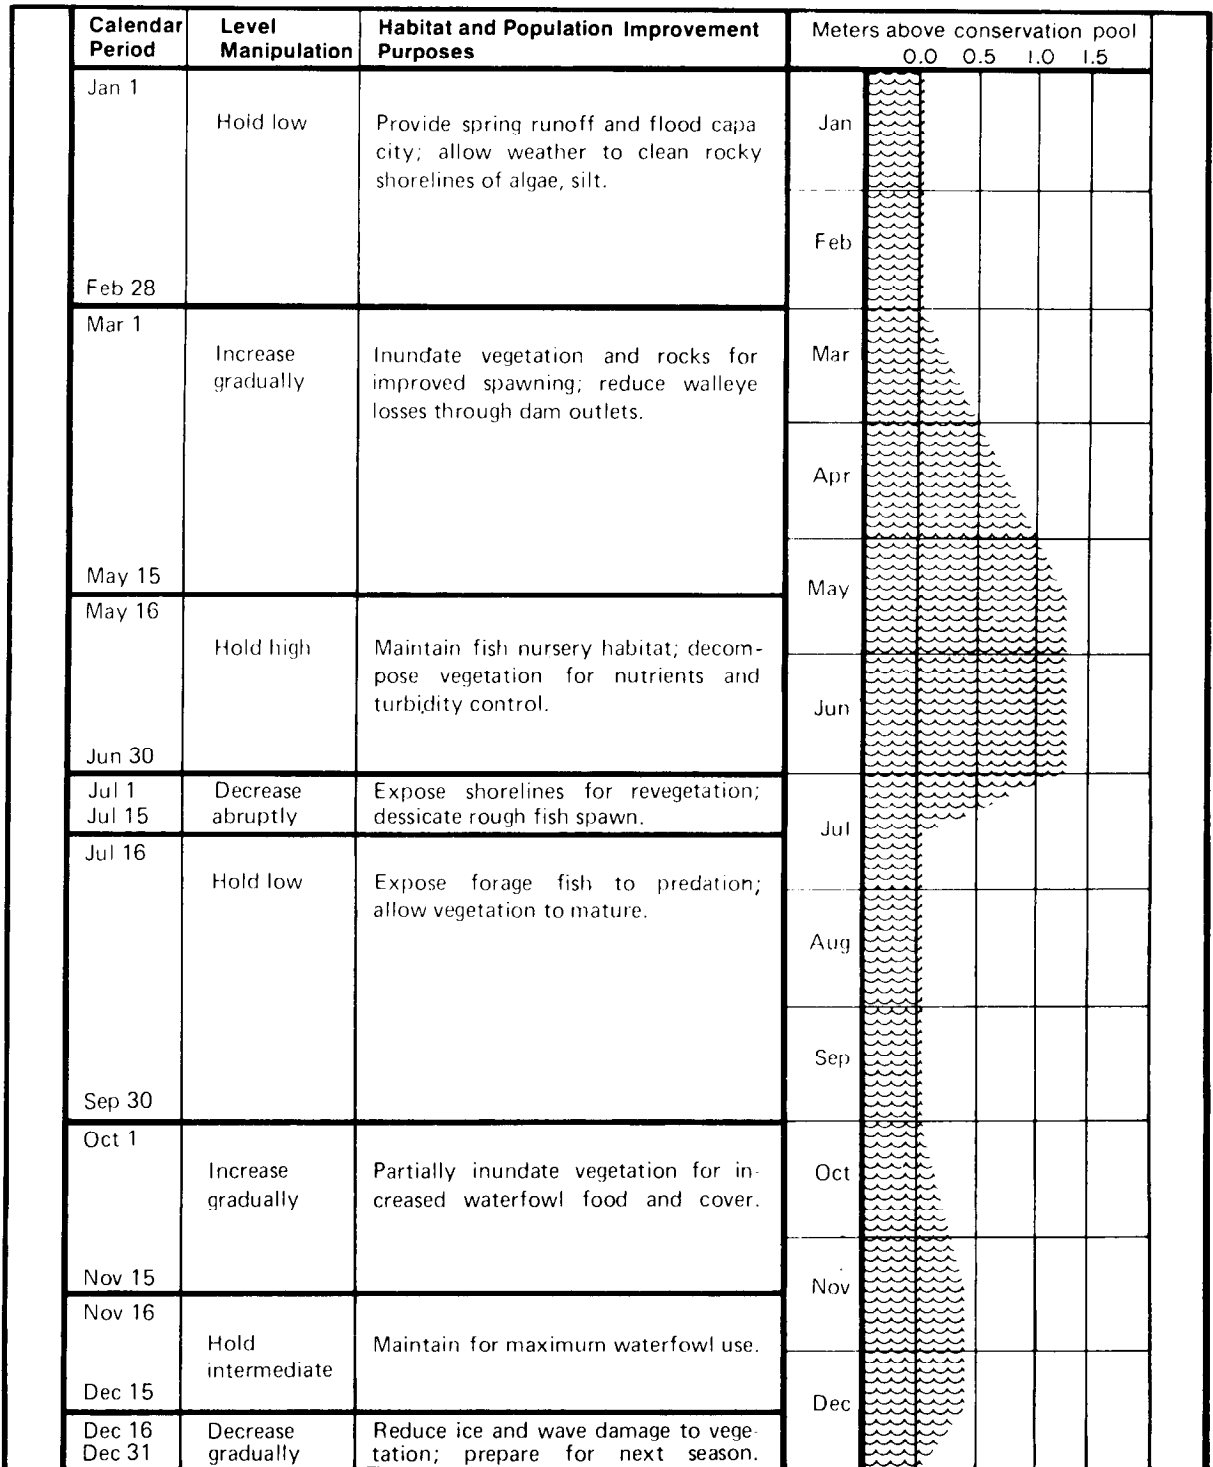 Calendar Period
Level Manipulation
Habitat and Population Improvement Purposes
Meters above conservation pool
0.0 0.5 1.0 1.5
Jan 1
Feb 28
Hold low
Provide spring runoff and flood capa
city; allow weather to clean rocky
shorelines of algae, silt.
Mar 1
May 15
Increase
gradually
Inundate vegetation and rocks for
improved spawning; reduce walleye
losses through dam outlets.
May 16
Jun 30
Hold high
Maintain fish nursery habitat; decom-
pose vegetation for nutrients and
turbidity control.
Jul 1
Jul 15
Decrease
abruptly
Expose shorelines for revegetation;
dessicate rough fish spawn.
Jul 16
Sep 30
Hold low
Expose forage fish to predation;
allow vegetation to mature.
Oct 1
Nov 15
Increase
gradually
Partially inundate vegetation for in-
creased waterfowl food and cover.
Nov 16
Dec 15
Hold
intermediate
Maintain for maximum waterfowl use.
Dec 16
Dec 31
Decrease
gradually
Reduce ice and wave damage to vege-
tation; prepare for next season.
Jan
Feb
Mar
Apr
May
Jun
Jul
Aug
Sep
Oct
Nov
Dec